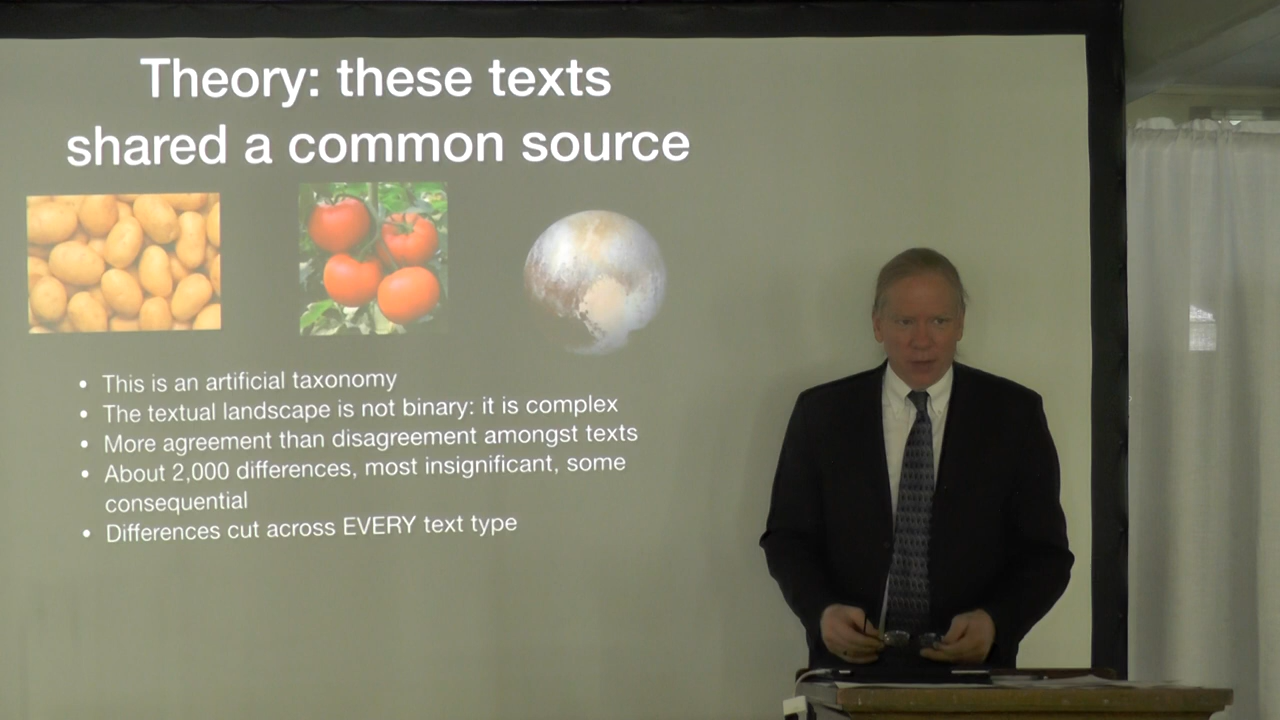 Theory: these texts
shared a common source
• This is an artificial taxonomy
• The textual landscape is not binary: it is complex
• More agreement than disagreement amongst texts
• About 2,000 differences, most insignificant, some
consequential
• Differences cut across EVERY text type